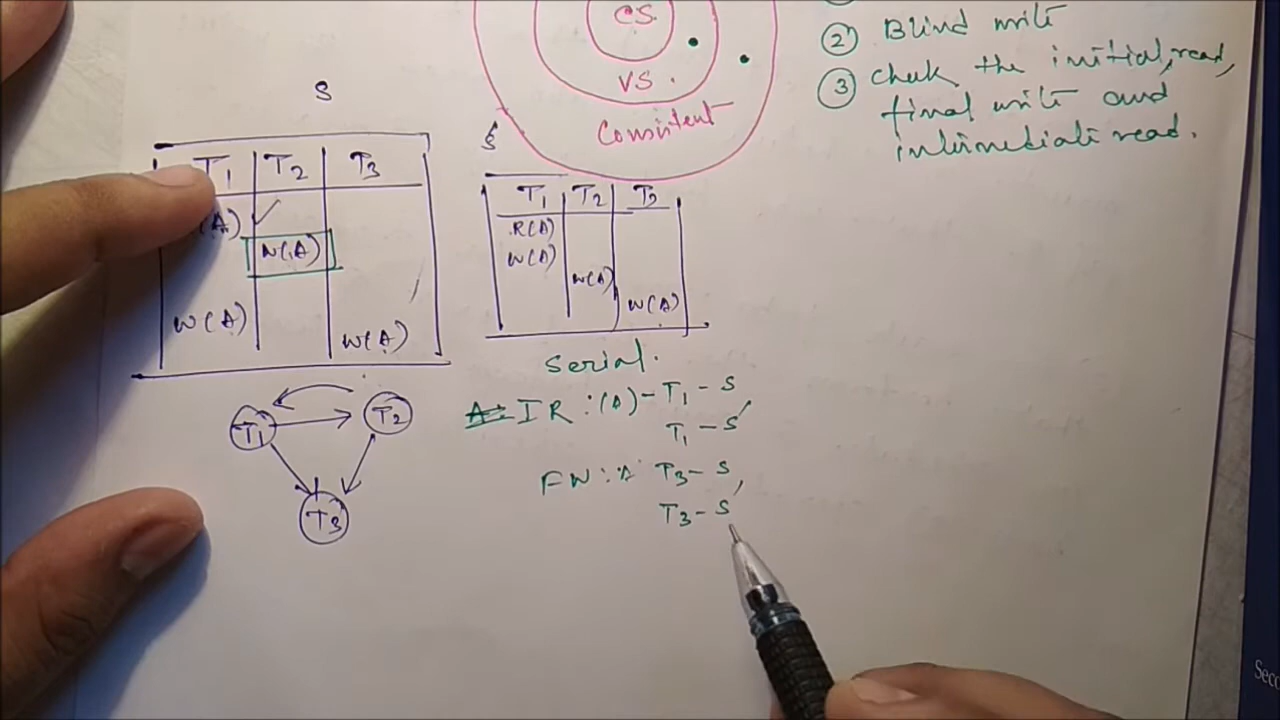 CS
VS
Consistent
2 Blind write
3 Check the initial, read,
final write and
intermediate read.
S
T1 T2 T3
(A)
W(A)
W(A)
W(A)
S'
T1 T2 T3
R(A)
W(A)
W(A)
W(A)
Serial.
IR : (A) - T1 - S
T1 - S'
FW : A T3 - S
T3 - S'
T1 T2
T3